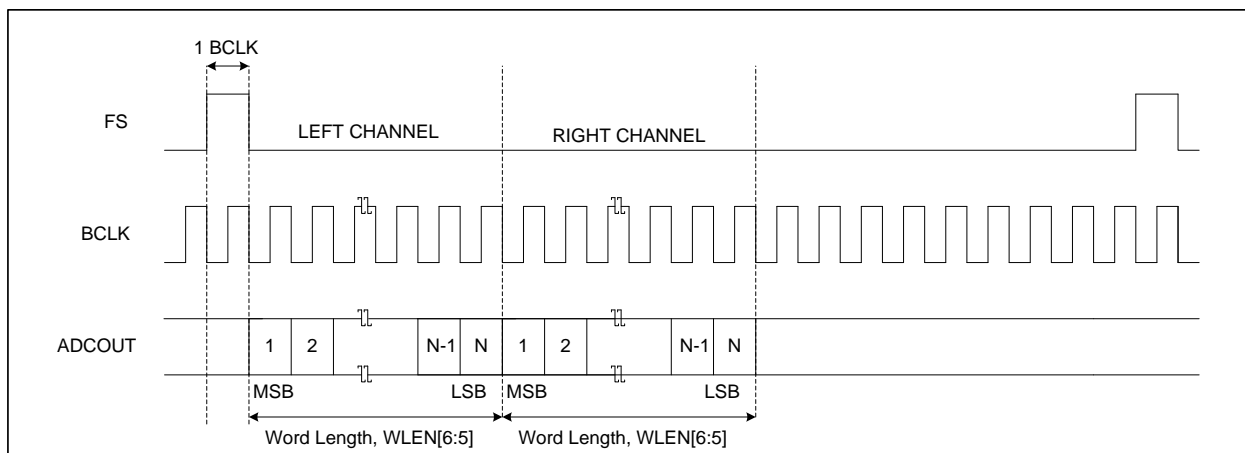 1 BCLK
FS
LEFT CHANNEL
RIGHT CHANNEL
BCLK
ADCOUT
1 2 N-1 N 1 2 N-1 N
MSB LSB MSB LSB
Word Length, WLEN[6:5] Word Length, WLEN[6:5]